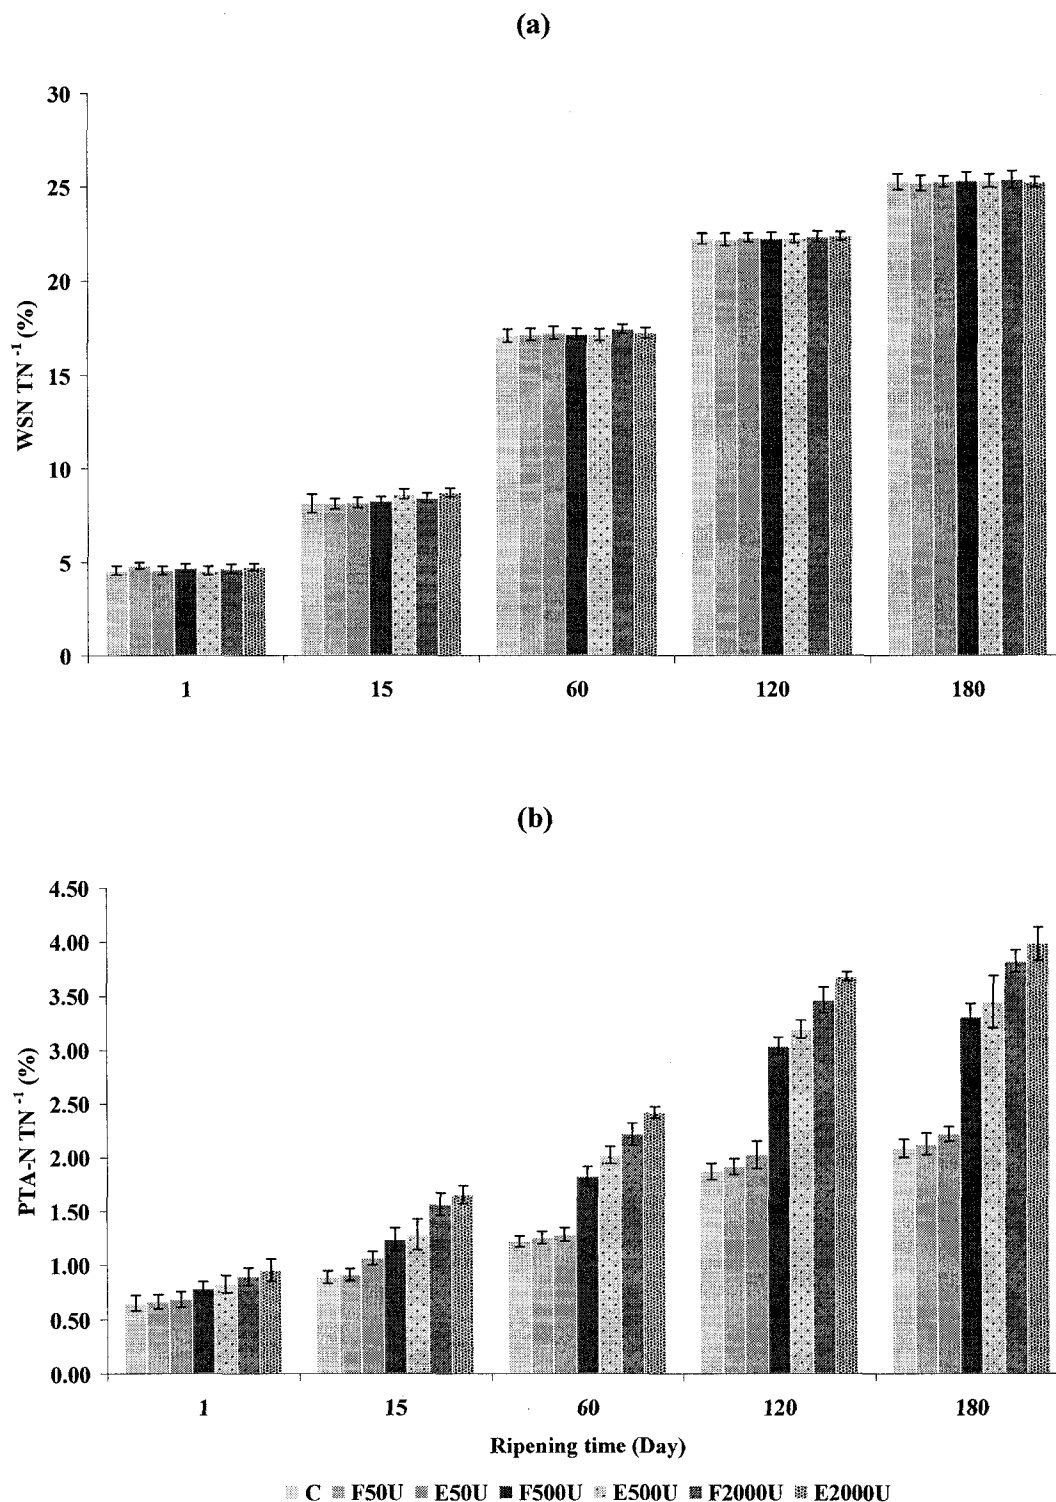 (a)
30
25
20
15
10
5
0
WSN TN -1 (%)
1 15 60 120 180
(b)
4.50
4.00
3.50
3.00
2.50
2.00
1.50
1.00
0.50
0.00
PTA-N TN -1 (%)
1 15 60 120 180
Ripening time (Day)
C F50U E50U F500U E500U F2000U E2000U